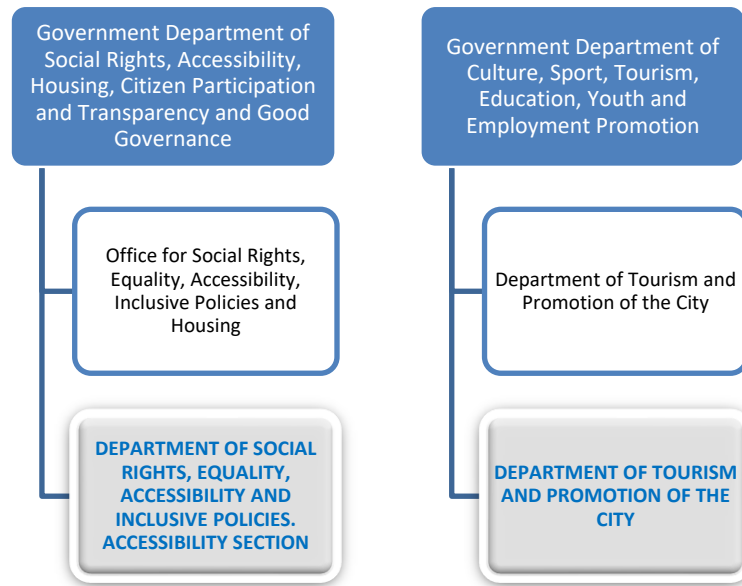 Government Department of
Social Rights, Accessibility,
Housing, Citizen Participation
and Transparency and Good
Governance
Office for Social Rights,
Equality, Accessibility,
Inclusive Policies and
Housing
DEPARTMENT OF SOCIAL
RIGHTS, EQUALITY,
ACCESSIBILITY AND
INCLUSIVE POLICIES.
ACCESSIBILITY SECTION
Government Department of
Culture, Sport, Tourism,
Education, Youth and
Employment Promotion
Department of Tourism and
Promotion of the City
DEPARTMENT OF TOURISM
AND PROMOTION OF THE
CITY